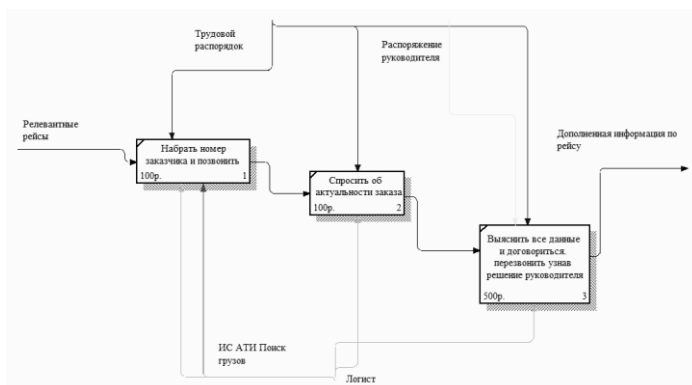 Трудовой
распорядок
Распоряжение
руководителя
Релевантные
рейсы
Дополненная информация по
рейсу
Набрать номер
заказчика и позвонить
100р. 1
Спросить об
актуальности заказа
100р. 2
Выяснить все данные
и договориться.
перезвонить узнав
решение руководителя
500р. 3
ИС АТИ Поиск
грузов
Логист